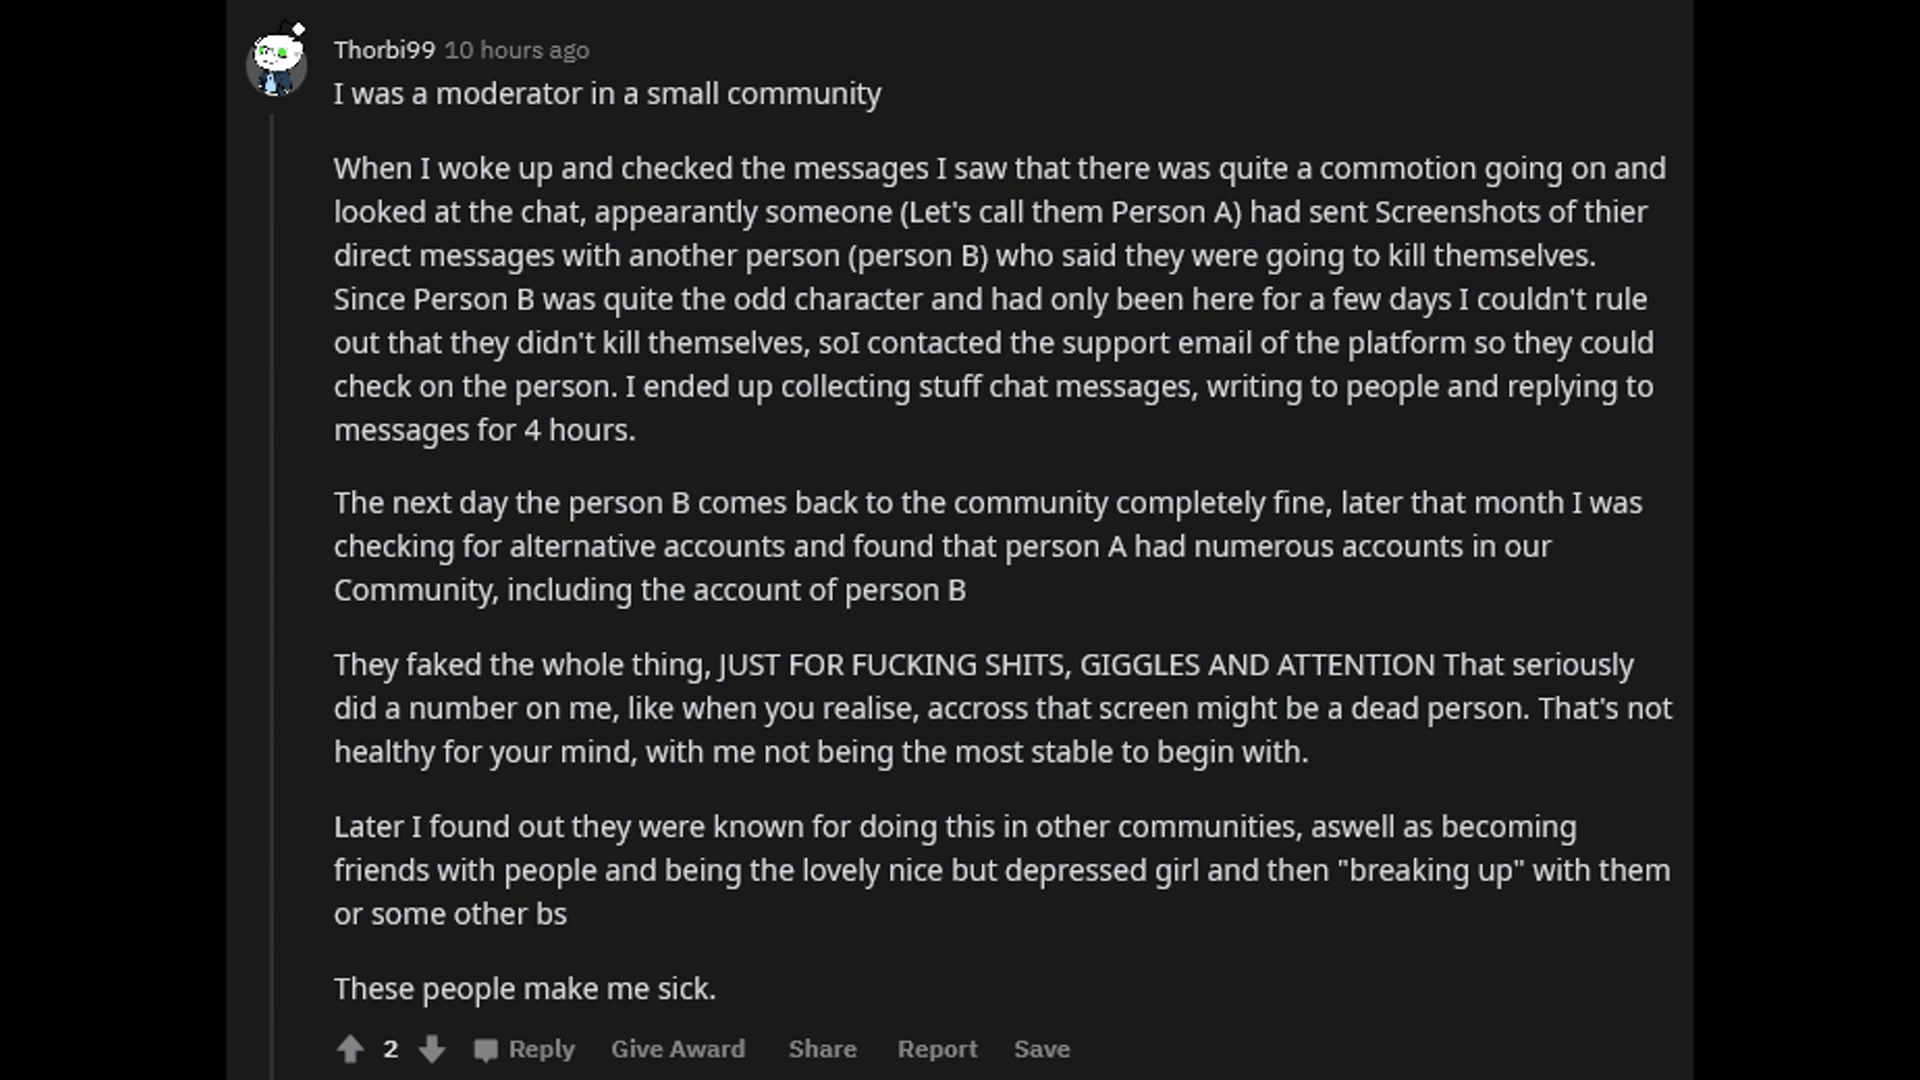 Thorbi99 10 hours ago
I was a moderator in a small community
When I woke up and checked the messages I saw that there was quite a commotion going on and
looked at the chat, appearantly someone (Let's call them Person A) had sent Screenshots of thier
direct messages with another person (person B) who said they were going to kill themselves.
Since Person B was quite the odd character and had only been here for a few days I couldn't rule
out that they didn't kill themselves, soI contacted the support email of the platform so they could
check on the person. I ended up collecting stuff chat messages, writing to people and replying to
messages for 4 hours.
The next day the person B comes back to the community completely fine, later that month I was
checking for alternative accounts and found that person A had numerous accounts in our
Community, including the account of person B
They faked the whole thing, JUST FOR FUCKING SHITS, GIGGLES AND ATTENTION That seriously
did a number on me, like when you realise, accross that screen might be a dead person. That's not
healthy for your mind, with me not being the most stable to begin with.
Later I found out they were known for doing this in other communities, aswell as becoming
friends with people and being the lovely nice but depressed girl and then "breaking up" with them
or some other bs
These people make me sick.
2 Reply Give Award Share Report Save